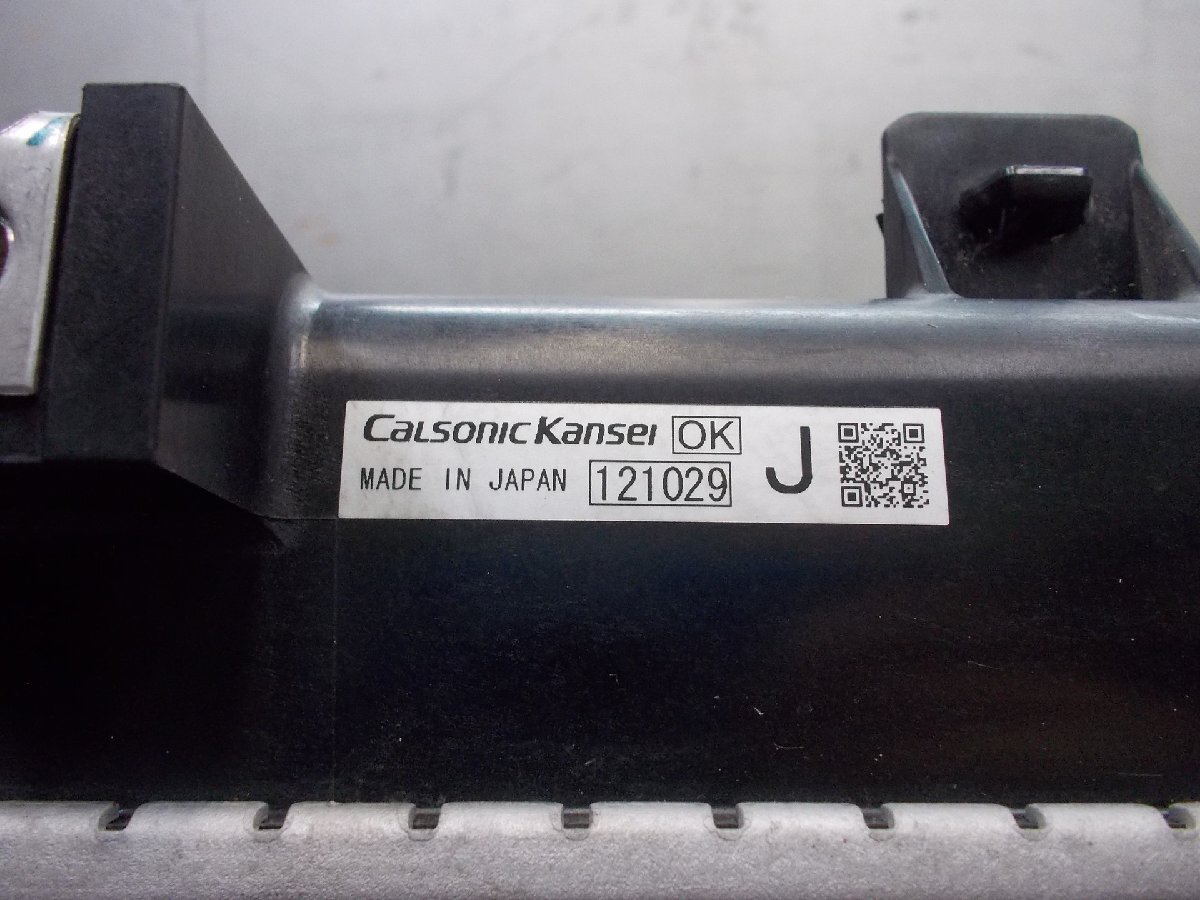 CalsonicKansei OK
MADE IN JAPAN 121029 J